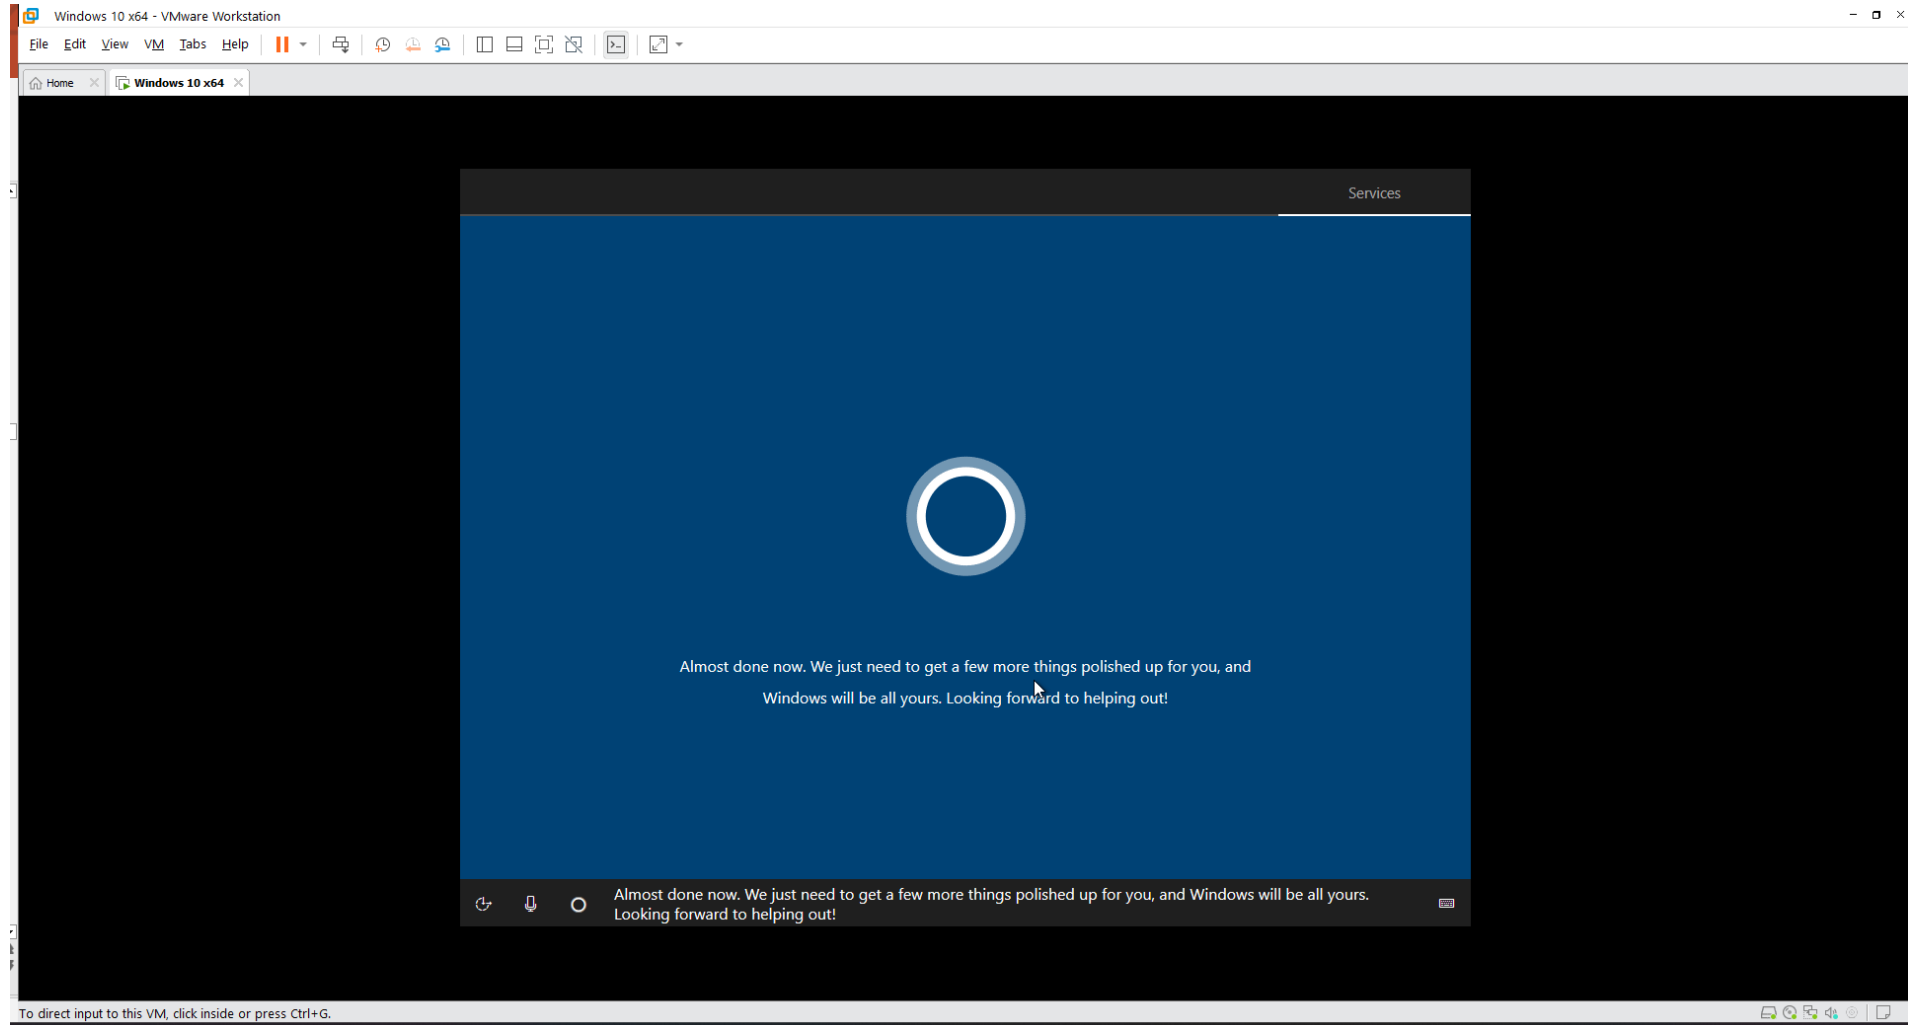 Windows 10 x64 - VMware Workstation
File Edit View VM Tabs Help
Home Windows 10 x64
Services
Almost done now. We just need to get a few more things polished up for you, and
Windows will be all yours. Looking forward to helping out!
Almost done now. We just need to get a few more things polished up for you, and Windows will be all yours.
Looking forward to helping out!
To direct input to this VM, click inside or press Ctrl+G.